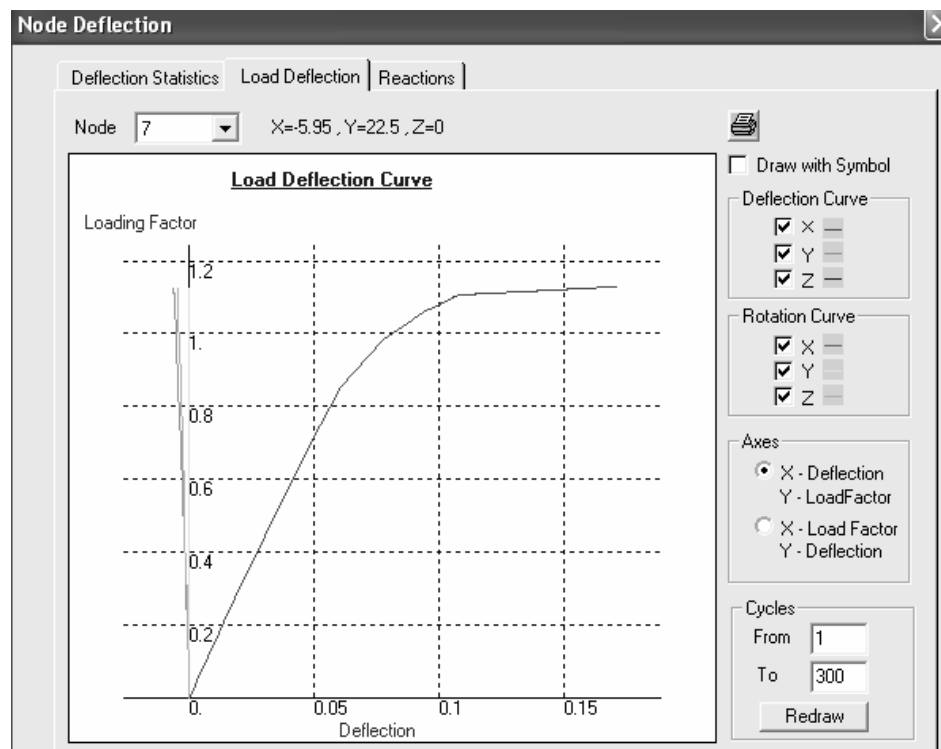 Node Deflection
Deflection Statistics Load Deflection Reactions
Node 7 X=-5.95 , Y=22.5 , Z=0
Draw with Symbol
Load Deflection Curve
Loading Factor
1.2
1.
0.8
0.6
0.4
0.2
0. 0.05 0.1 0.15
Deflection
Deflection Curve
X
Y
Z
Rotation Curve
X
Y
Z
Axes
X - Deflection
Y - LoadFactor
X - Load Factor
Y - Deflection
Cycles
From 1
To 300
Redraw